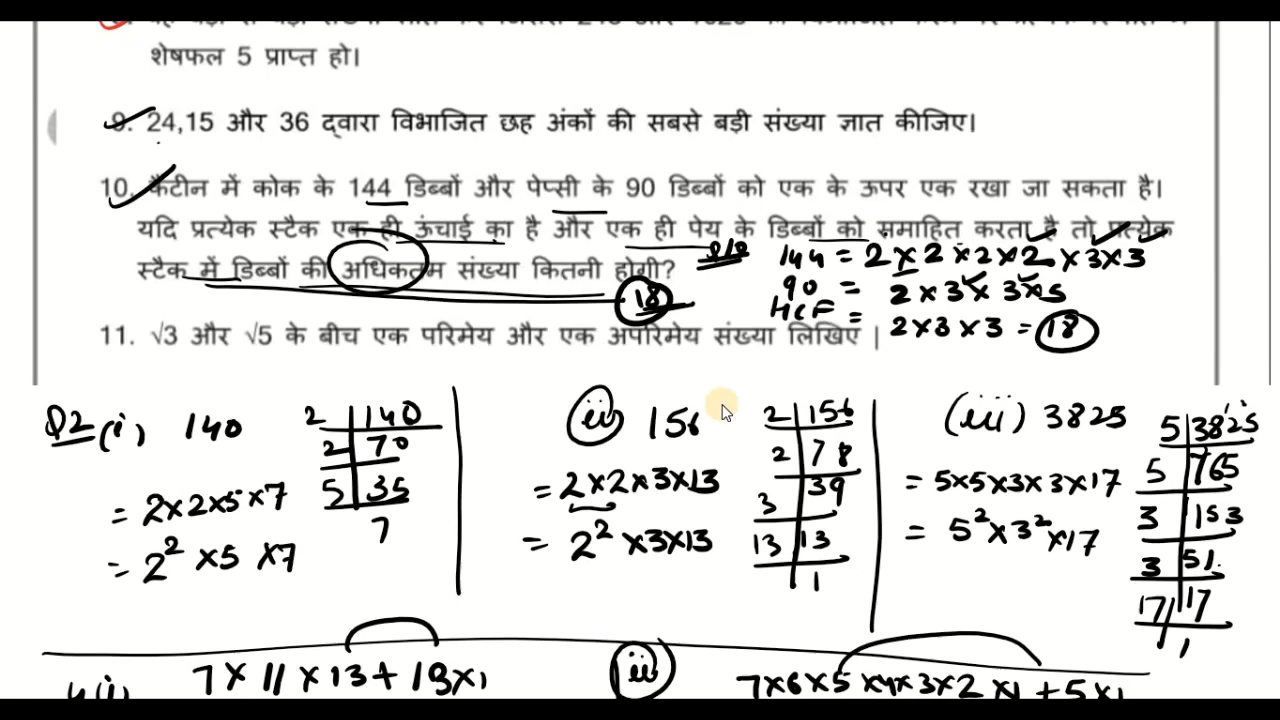 शेषफल 5 प्राप्त हो।
9. 24,15 और 36 द्वारा विभाजित छह अंकों की सबसे बड़ी संख्या ज्ञात कीजिए।
10. कैंटीन में कोक के 144 डिब्बों और पेप्सी के 90 डिब्बों को एक के ऊपर एक रखा जा सकता है।
यदि प्रत्येक स्टैक एक ही ऊंचाई का है और एक ही पेय के डिब्बों को समाहित करता है तो प्रत्येक
स्टैक में डिब्बों की अधिकतम संख्या कितनी होगी?
18
144 = 2×2×2×2×3×3
90 = 2×3×3×5
HCF = 2×3×3 = 18
11. √3 और √5 के बीच एक परिमेय और एक अपरिमेय संख्या लिखिए |
Q2 (i) 140
= 2×2×5×7
= 2²×5×7
2 140
2 70
5 35
7
(ii) 156
= 2×2×3×13
= 2²×3×13
2 156
2 78
3 39
13 13
1
(iii) 3825
= 5×5×3×3×17
= 5²×3²×17
5 3825
5 765
3 153
3 51
17 17
1
7×11×13+13×1
(ii) 7×6×5×4×3×2×1+5×1